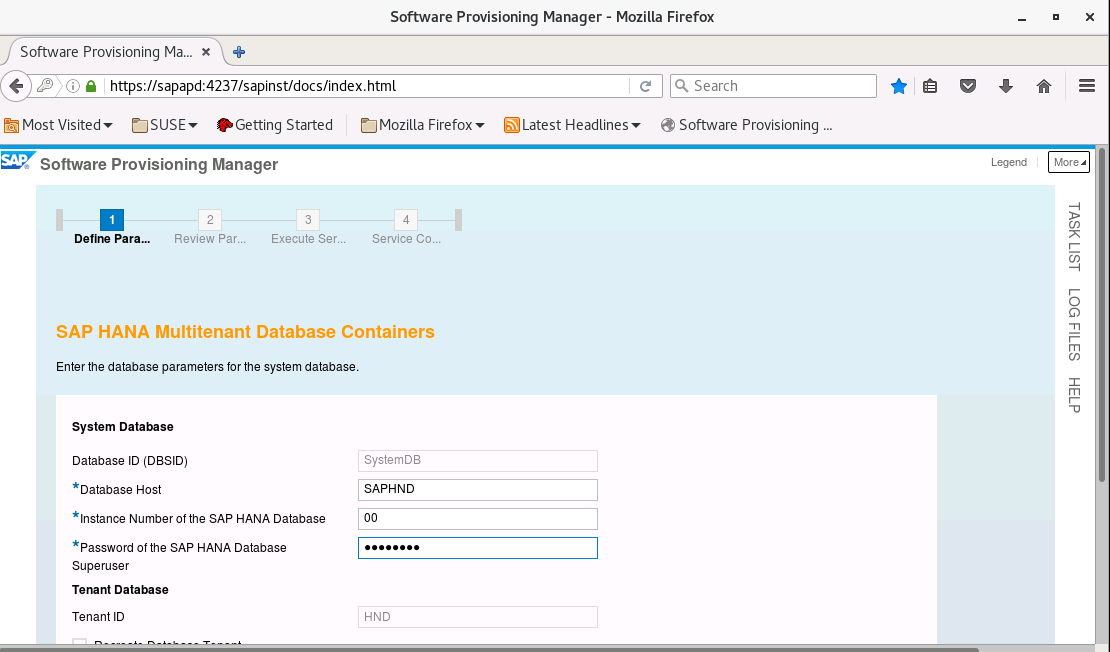 Software Provisioning Manager - Mozilla Firefox
Software Provisioning Ma...
https://sapapd:4237/sapinst/docs/index.html
Search
Most Visited
SUSE
Getting Started
Mozilla Firefox
Latest Headlines
Software Provisioning ...
SAP
Software Provisioning Manager
Legend
More
1
2
3
4
Define Para...
Review Par...
Execute Ser...
Service Co...
TASK LIST
LOG FILES
HELP
SAP HANA Multitenant Database Containers
Enter the database parameters for the system database.
System Database
Database ID (DBSID)
SystemDB
*Database Host
SAPHND
*Instance Number of the SAP HANA Database
00
*Password of the SAP HANA Database
Superuser
••••••••
Tenant Database
Tenant ID
HND
Recreate Database Tenant